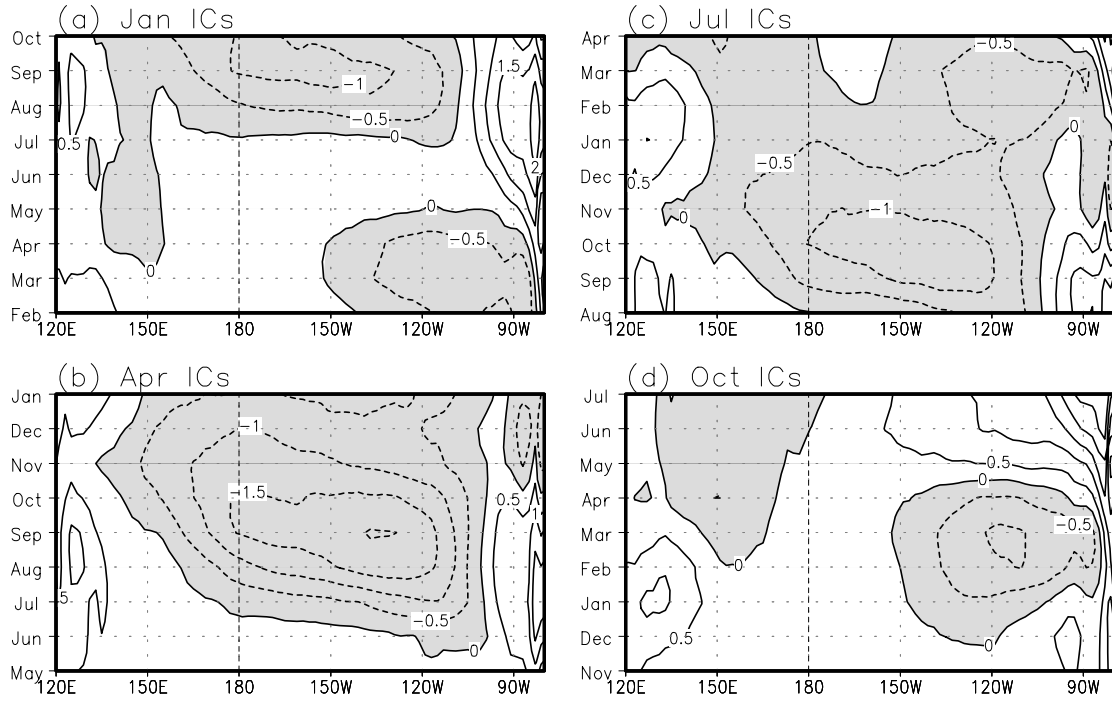 (a) Jan ICs
Oct
Sep
Aug
Jul
Jun
May
Apr
Mar
Feb
120E 150E 180 150W 120W 90W
-1
-0.5
0
1.5
0.5
2
0
-0.5
0
(c) Jul ICs
Apr
Mar
Feb
Jan
Dec
Nov
Oct
Sep
Aug
120E 150E 180 150W 120W 90W
-0.5
0
-0.5
0.5
0
-1
(b) Apr ICs
Jan
Dec
Nov
Oct
Sep
Aug
Jul
Jun
May
120E 150E 180 150W 120W 90W
-1
-1.5
0.5
1
5
-0.5
0
(d) Oct ICs
Jul
Jun
May
Apr
Mar
Feb
Jan
Dec
Nov
120E 150E 180 150W 120W 90W
0.5
0
-0.5
0
0.5
0